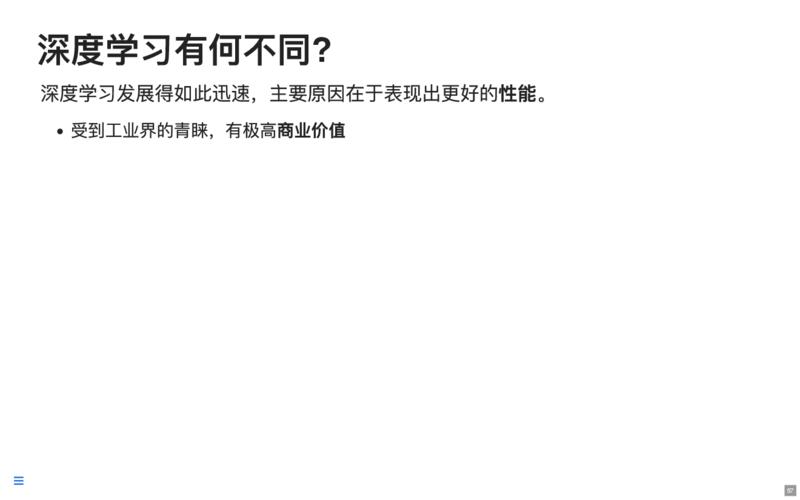 深度学习有何不同?
深度学习发展得如此迅速，主要原因在于表现出更好的性能。
• 受到工业界的青睐，有极高商业价值
57